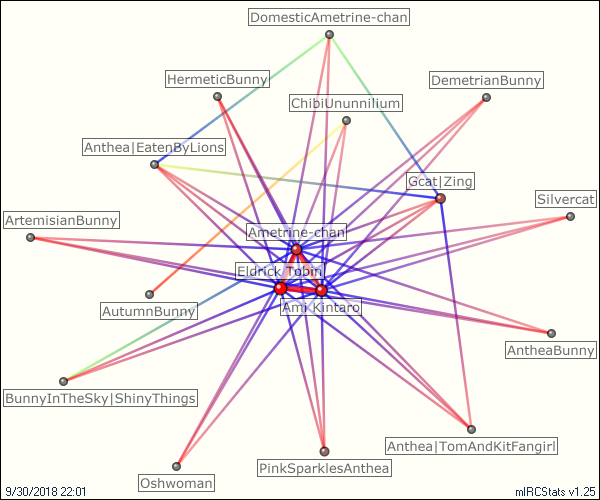 DomesticAmetrine-chan
HermeticBunny
DemetrianBunny
ChibiUnunnilium
Anthea|EatenByLions
Gcat|Zing
Silvercat
ArtemisianBunny
Ametrine-chan
Eldrick Tobin
Ami Kintaro
AutumnBunny
AntheaBunny
BunnyInTheSky|ShinyThings
Anthea|TomAndKitFangirl
PinkSparklesAnthea
Oshwoman
9/30/2018 22:01
mIRCStats v1.25